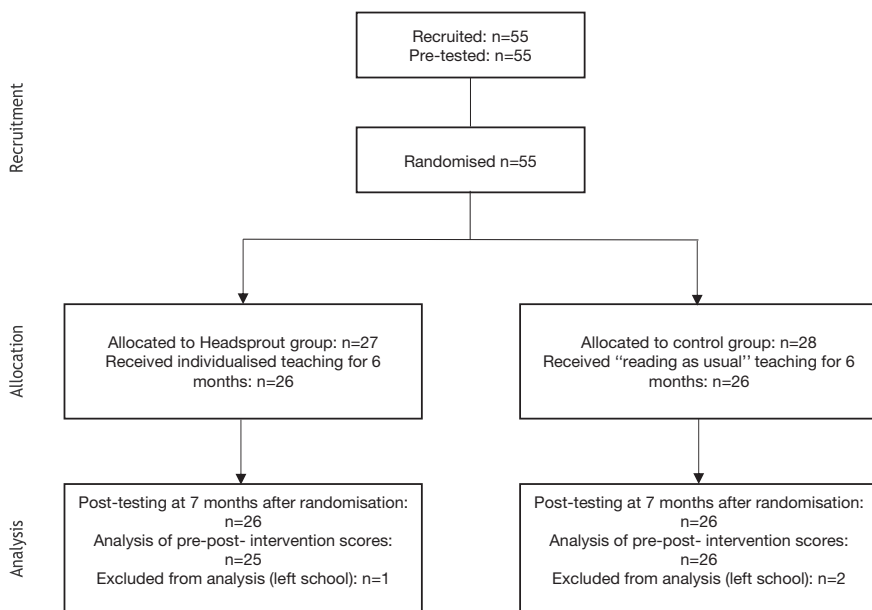 Recruitment
Recruited: n=55
Pre-tested: n=55
Randomised n=55
Allocation
Allocated to Headsprout group: n=27
Received individualised teaching for 6
months: n=26
Allocated to control group: n=28
Received “reading as usual” teaching for 6
months: n=26
Analysis
Post-testing at 7 months after randomisation:
n=26
Analysis of pre-post- intervention scores:
n=25
Excluded from analysis (left school): n=1
Post-testing at 7 months after randomisation:
n=26
Analysis of pre-post- intervention scores:
n=26
Excluded from analysis (left school): n=2